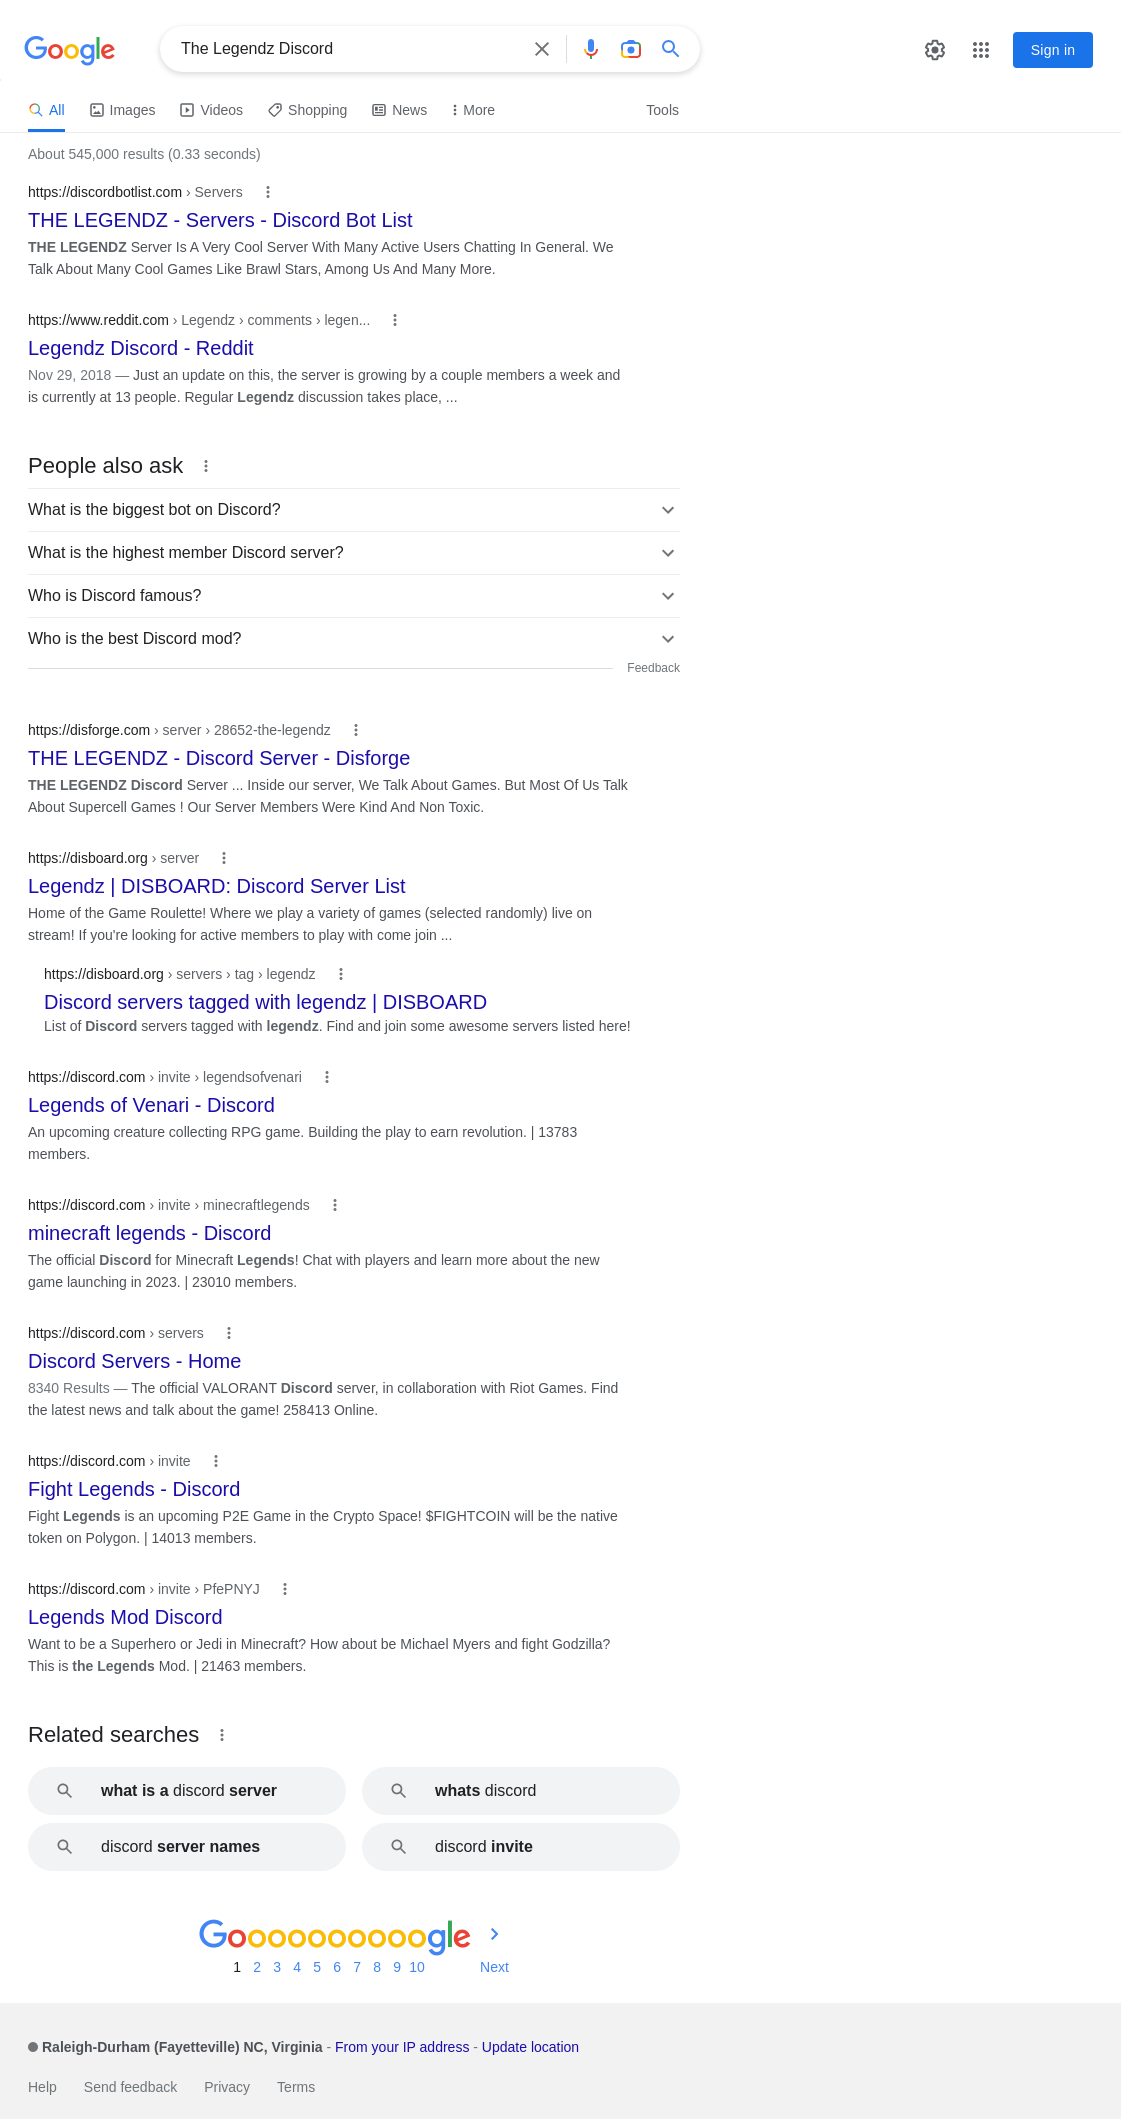 Google
The Legendz Discord
Sign in
All Images Videos Shopping News More Tools
About 545,000 results (0.33 seconds)
https://discordbotlist.com › Servers
THE LEGENDZ - Servers - Discord Bot List
THE LEGENDZ Server Is A Very Cool Server With Many Active Users Chatting In General. We
Talk About Many Cool Games Like Brawl Stars, Among Us And Many More.
https://www.reddit.com › Legendz › comments › legen...
Legendz Discord - Reddit
Nov 29, 2018 — Just an update on this, the server is growing by a couple members a week and
is currently at 13 people. Regular Legendz discussion takes place, ...
People also ask
What is the biggest bot on Discord?
What is the highest member Discord server?
Who is Discord famous?
Who is the best Discord mod?
Feedback
https://disforge.com › server › 28652-the-legendz
THE LEGENDZ - Discord Server - Disforge
THE LEGENDZ Discord Server ... Inside our server, We Talk About Games. But Most Of Us Talk
About Supercell Games ! Our Server Members Were Kind And Non Toxic.
https://disboard.org › server
Legendz | DISBOARD: Discord Server List
Home of the Game Roulette! Where we play a variety of games (selected randomly) live on
stream! If you're looking for active members to play with come join ...
https://disboard.org › servers › tag › legendz
Discord servers tagged with legendz | DISBOARD
List of Discord servers tagged with legendz. Find and join some awesome servers listed here!
https://discord.com › invite › legendsofvenari
Legends of Venari - Discord
An upcoming creature collecting RPG game. Building the play to earn revolution. | 13783
members.
https://discord.com › invite › minecraftlegends
minecraft legends - Discord
The official Discord for Minecraft Legends! Chat with players and learn more about the new
game launching in 2023. | 23010 members.
https://discord.com › servers
Discord Servers - Home
8340 Results — The official VALORANT Discord server, in collaboration with Riot Games. Find
the latest news and talk about the game! 258413 Online.
https://discord.com › invite
Fight Legends - Discord
Fight Legends is an upcoming P2E Game in the Crypto Space! $FIGHTCOIN will be the native
token on Polygon. | 14013 members.
https://discord.com › invite › PfePNYJ
Legends Mod Discord
Want to be a Superhero or Jedi in Minecraft? How about be Michael Myers and fight Godzilla?
This is the Legends Mod. | 21463 members.
Related searches
what is a discord server
whats discord
discord server names
discord invite
Goooooooooogle
1 2 3 4 5 6 7 8 9 10 Next
Raleigh-Durham (Fayetteville) NC, Virginia - From your IP address - Update location
Help Send feedback Privacy Terms